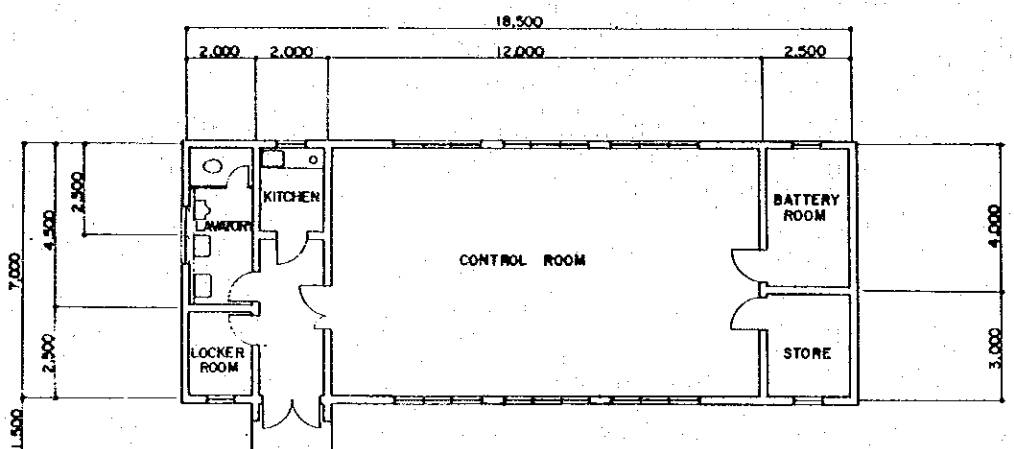 18,500
2,000 2,000 12,000 2,500
2,500
4,500
7,000
2,500
1,500
4,000
3,000
KITCHEN
LAVATORY
BATTERY
ROOM
CONTROL ROOM
LOCKER
ROOM
STORE